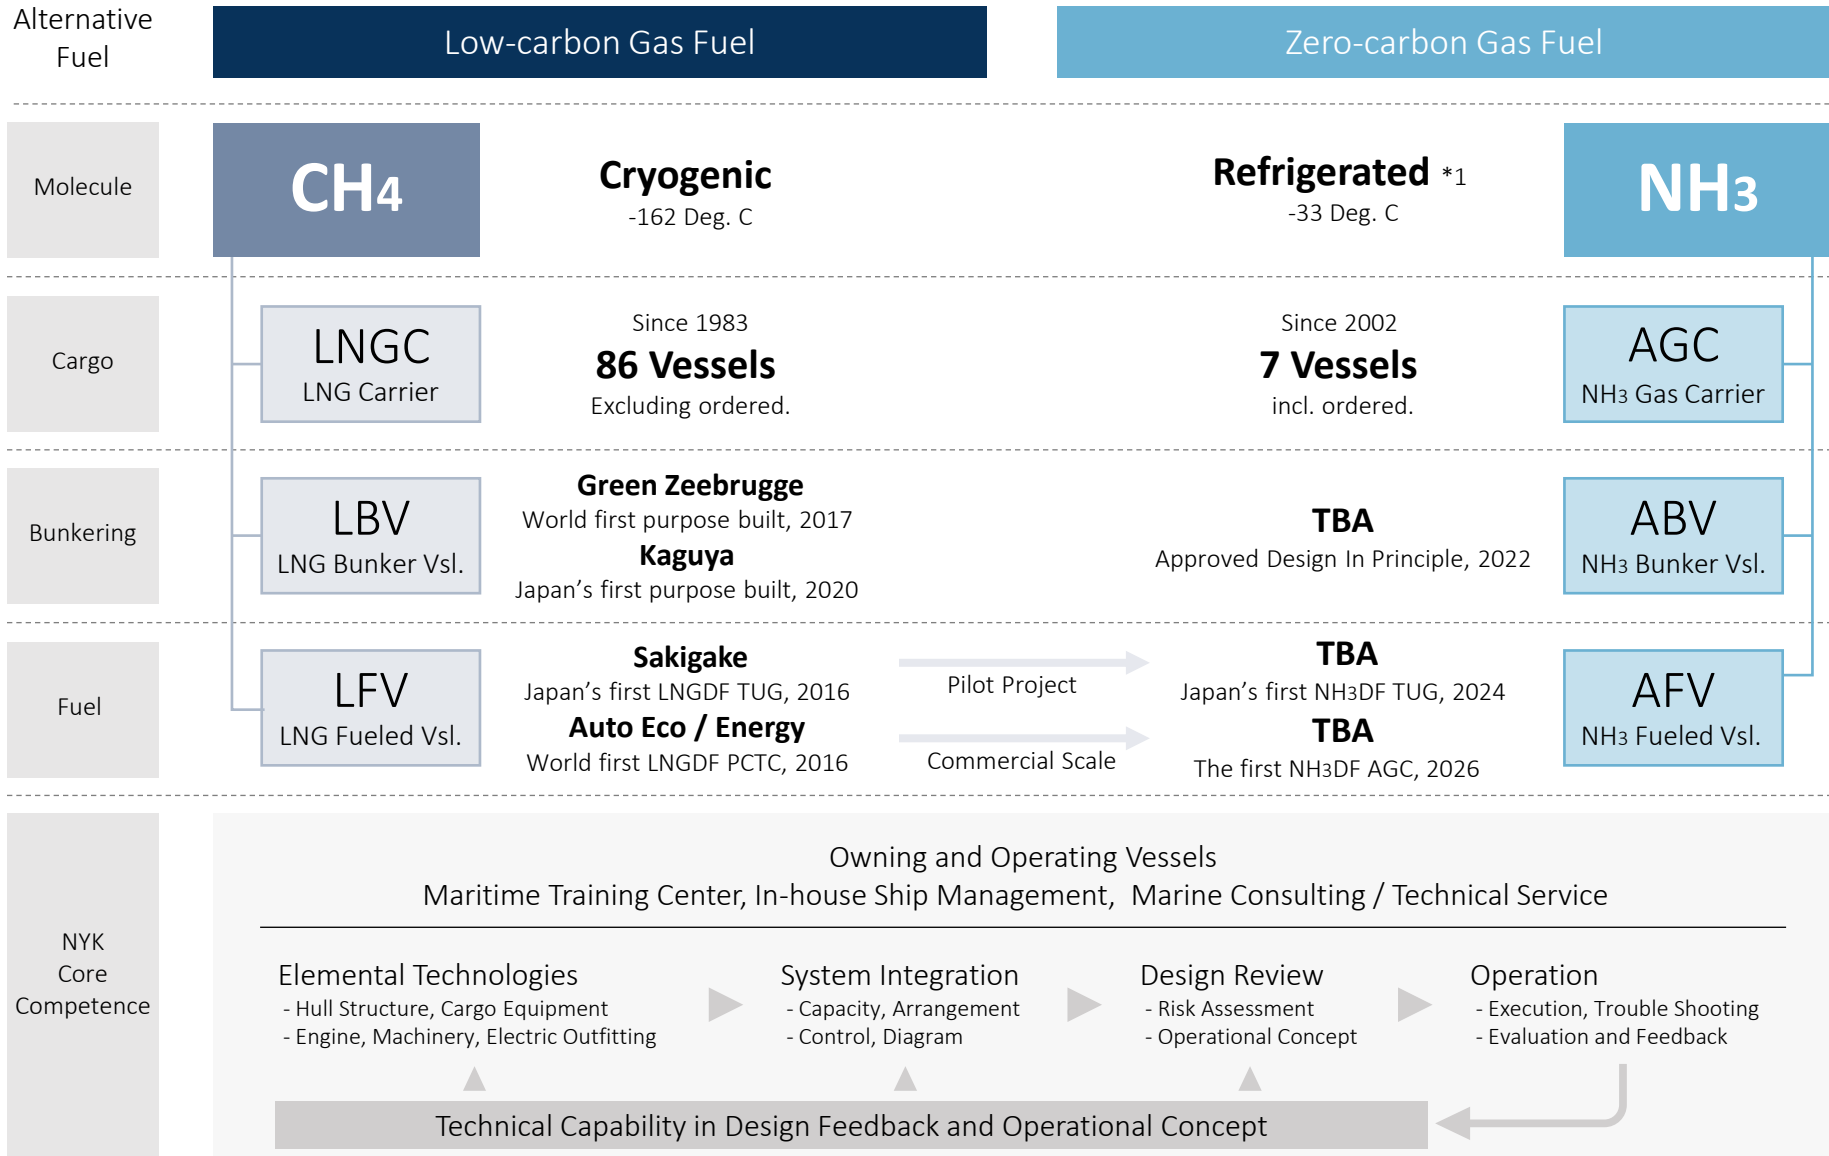 Alternative
Fuel
Low-carbon Gas Fuel
Zero-carbon Gas Fuel
Molecule
CH4
Cryogenic
-162 Deg. C
Refrigerated *1
-33 Deg. C
NH3
Cargo
LNGC
LNG Carrier
Since 1983
86 Vessels
Excluding ordered.
Since 2002
7 Vessels
incl. ordered.
AGC
NH3 Gas Carrier
Bunkering
LBV
LNG Bunker Vsl.
Green Zeebrugge
World first purpose built, 2017
Kaguya
Japan’s first purpose built, 2020
TBA
Approved Design In Principle, 2022
ABV
NH3 Bunker Vsl.
Fuel
LFV
LNG Fueled Vsl.
Sakigake
Japan’s first LNGDF TUG, 2016
Auto Eco / Energy
World first LNGDF PCTC, 2016
Pilot Project
Commercial Scale
TBA
Japan’s first NH3DF TUG, 2024
TBA
The first NH3DF AGC, 2026
AFV
NH3 Fueled Vsl.
NYK
Core
Competence
Owning and Operating Vessels
Maritime Training Center, In-house Ship Management, Marine Consulting / Technical Service
Elemental Technologies
- Hull Structure, Cargo Equipment
- Engine, Machinery, Electric Outfitting
System Integration
- Capacity, Arrangement
- Control, Diagram
Design Review
- Risk Assessment
- Operational Concept
Operation
- Execution, Trouble Shooting
- Evaluation and Feedback
Technical Capability in Design Feedback and Operational Concept